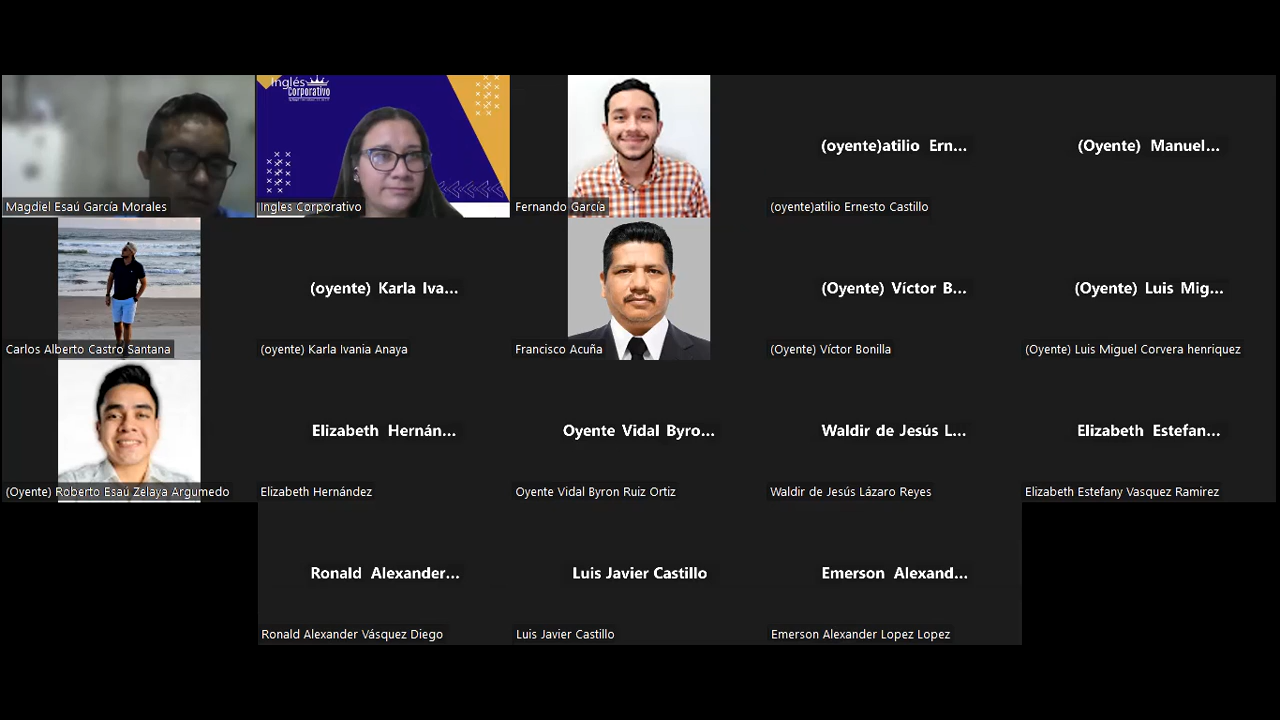 Inglés
Corporativo
Magdiel Esaú García Morales
Ingles Corporativo
Fernando García
(oyente)atilio Ern...
(oyente)atilio Ernesto Castillo
(Oyente) Manuel...
Carlos Alberto Castro Santana
(oyente) Karla Iva...
(oyente) Karla Ivania Anaya
Francisco Acuña
(Oyente) Víctor B...
(Oyente) Víctor Bonilla
(Oyente) Luis Mig...
(Oyente) Luis Miguel Corvera henriquez
(Oyente) Roberto Esaú Zelaya Argumedo
Elizabeth Hernán...
Elizabeth Hernández
Oyente Vidal Byro...
Oyente Vidal Byron Ruiz Ortiz
Waldir de Jesús L...
Waldir de Jesús Lázaro Reyes
Elizabeth Estefan...
Elizabeth Estefany Vasquez Ramirez
Ronald Alexander...
Ronald Alexander Vásquez Diego
Luis Javier Castillo
Luis Javier Castillo
Emerson Alexand...
Emerson Alexander Lopez Lopez